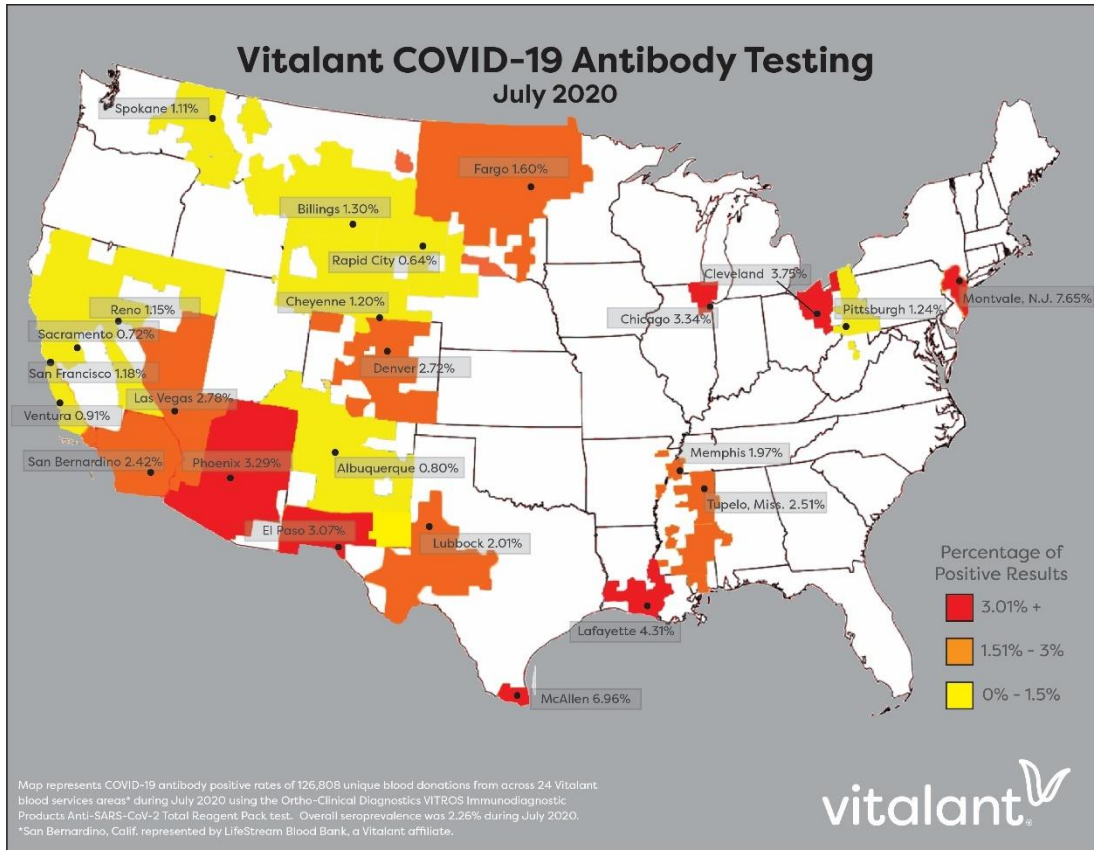 Vitalant COVID-19 Antibody Testing
July 2020
Spokane 1.11%
Fargo 1.60%
Billings 1.30%
Rapid City 0.64%
Cleveland 3.75%
Cheyenne 1.20%
Montvale, N.J. 7.65%
Reno 1.15%
Pittsburgh 1.24%
Chicago 3.34%
Sacramento 0.72%
Denver 2.72%
San Francisco 1.18%
Las Vegas 2.78%
Ventura 0.91%
Memphis 1.97%
San Bernardino 2.42%
Phoenix 3.29%
Albuquerque 0.80%
Tupelo, Miss. 2.51%
El Paso 3.07%
Lubbock 2.01%
Lafayette 4.31%
McAllen 6.96%
Percentage of
Positive Results
3.01% +
1.51% - 3%
0% - 1.5%
Map represents COVID-19 antibody positive rates of 126,808 unique blood donations from across 24 Vitalant
blood services areas* during July 2020 using the Ortho-Clinical Diagnostics VITROS Immunodiagnostic
Products Anti-SARS-CoV-2 Total Reagent Pack test. Overall seroprevalence was 2.26% during July 2020.
*San Bernardino, Calif. represented by LifeStream Blood Bank, a Vitalant affiliate.
vitalant